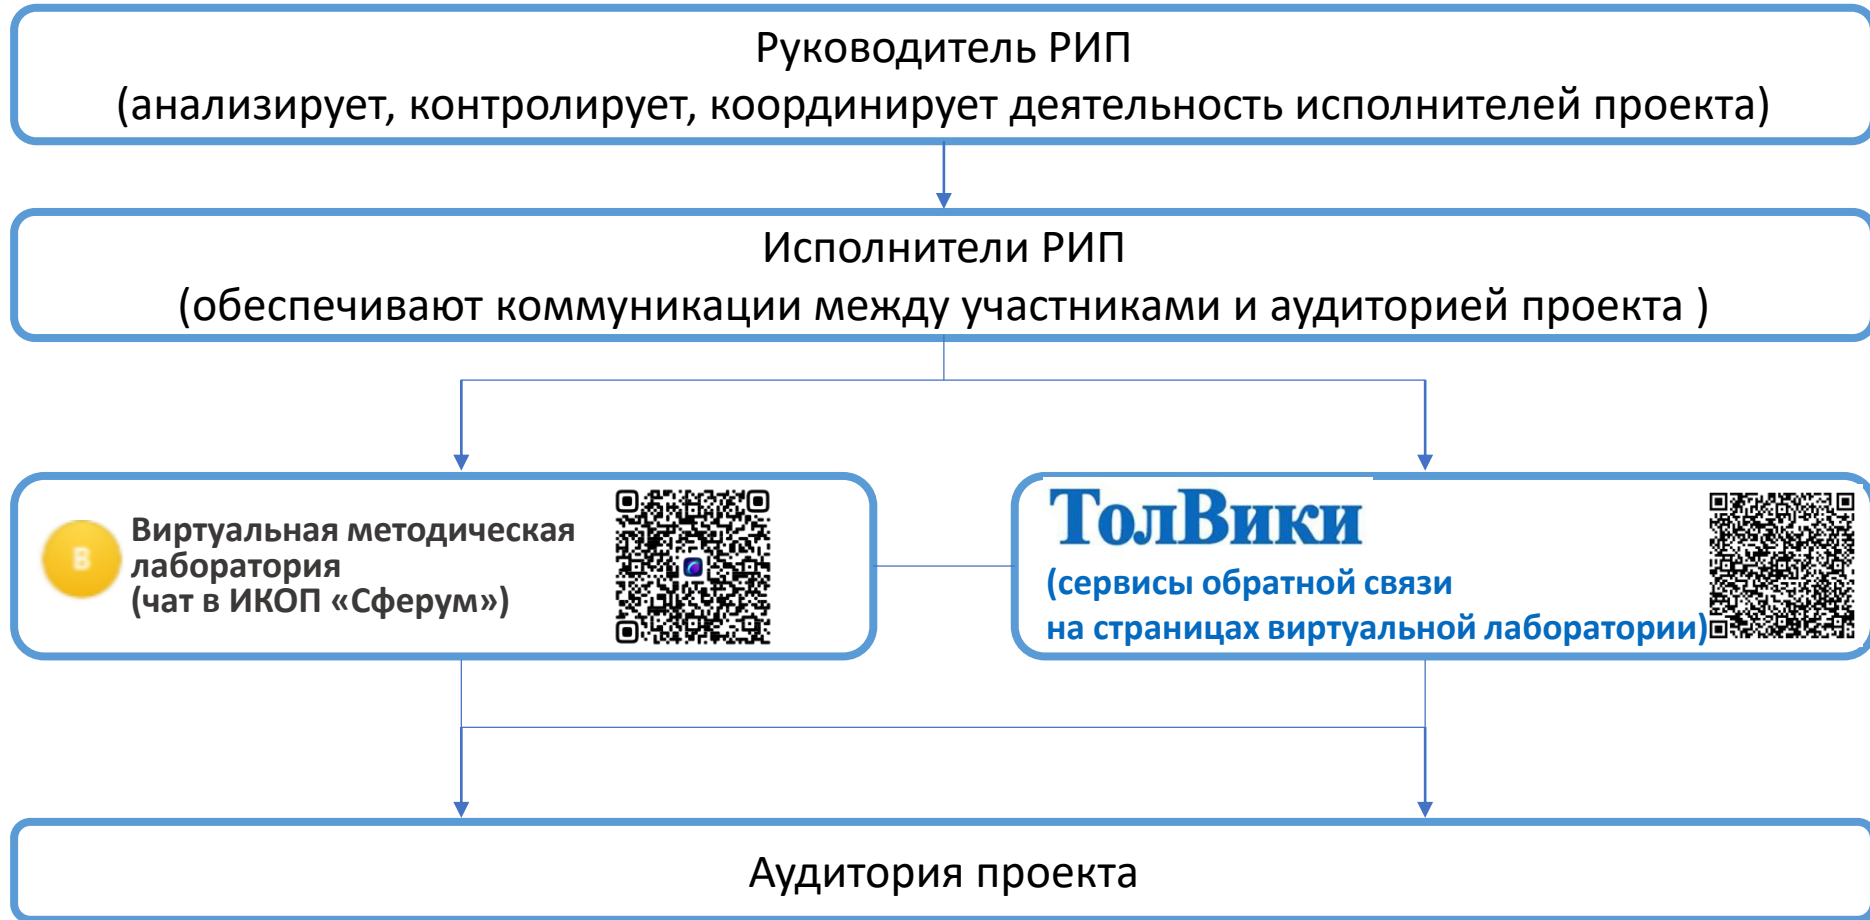 Руководитель РИП
(анализирует, контролирует, координирует деятельность исполнителей проекта)
Исполнители РИП
(обеспечивают коммуникации между участниками и аудиторией проекта )
В
Виртуальная методическая
лаборатория
(чат в ИКОП «Сферум»)
ТолВики
(сервисы обратной связи
на страницах виртуальной лаборатории)
Аудитория проекта